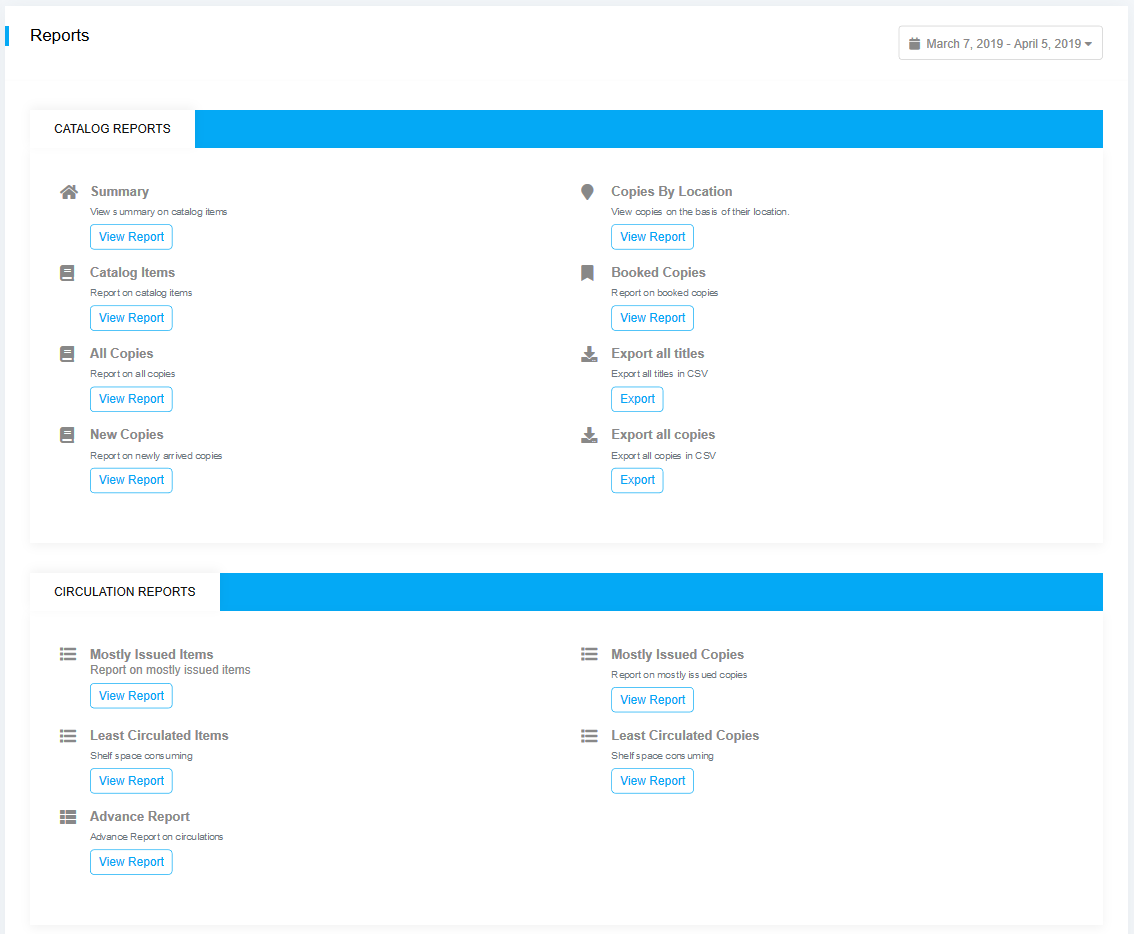 Reports
March 7, 2019 - April 5, 2019
CATALOG REPORTS
Summary
View summary on catalog items
View Report
Copies By Location
View copies on the basis of their location.
View Report
Catalog Items
Report on catalog items
View Report
Booked Copies
Report on booked copies
View Report
All Copies
Report on all copies
View Report
Export all titles
Export all titles in CSV
Export
New Copies
Report on newly arrived copies
View Report
Export all copies
Export all copies in CSV
Export
CIRCULATION REPORTS
Mostly Issued Items
Report on mostly issued items
View Report
Mostly Issued Copies
Report on mostly issued copies
View Report
Least Circulated Items
Shelf space consuming
View Report
Least Circulated Copies
Shelf space consuming
View Report
Advance Report
Advance Report on circulations
View Report